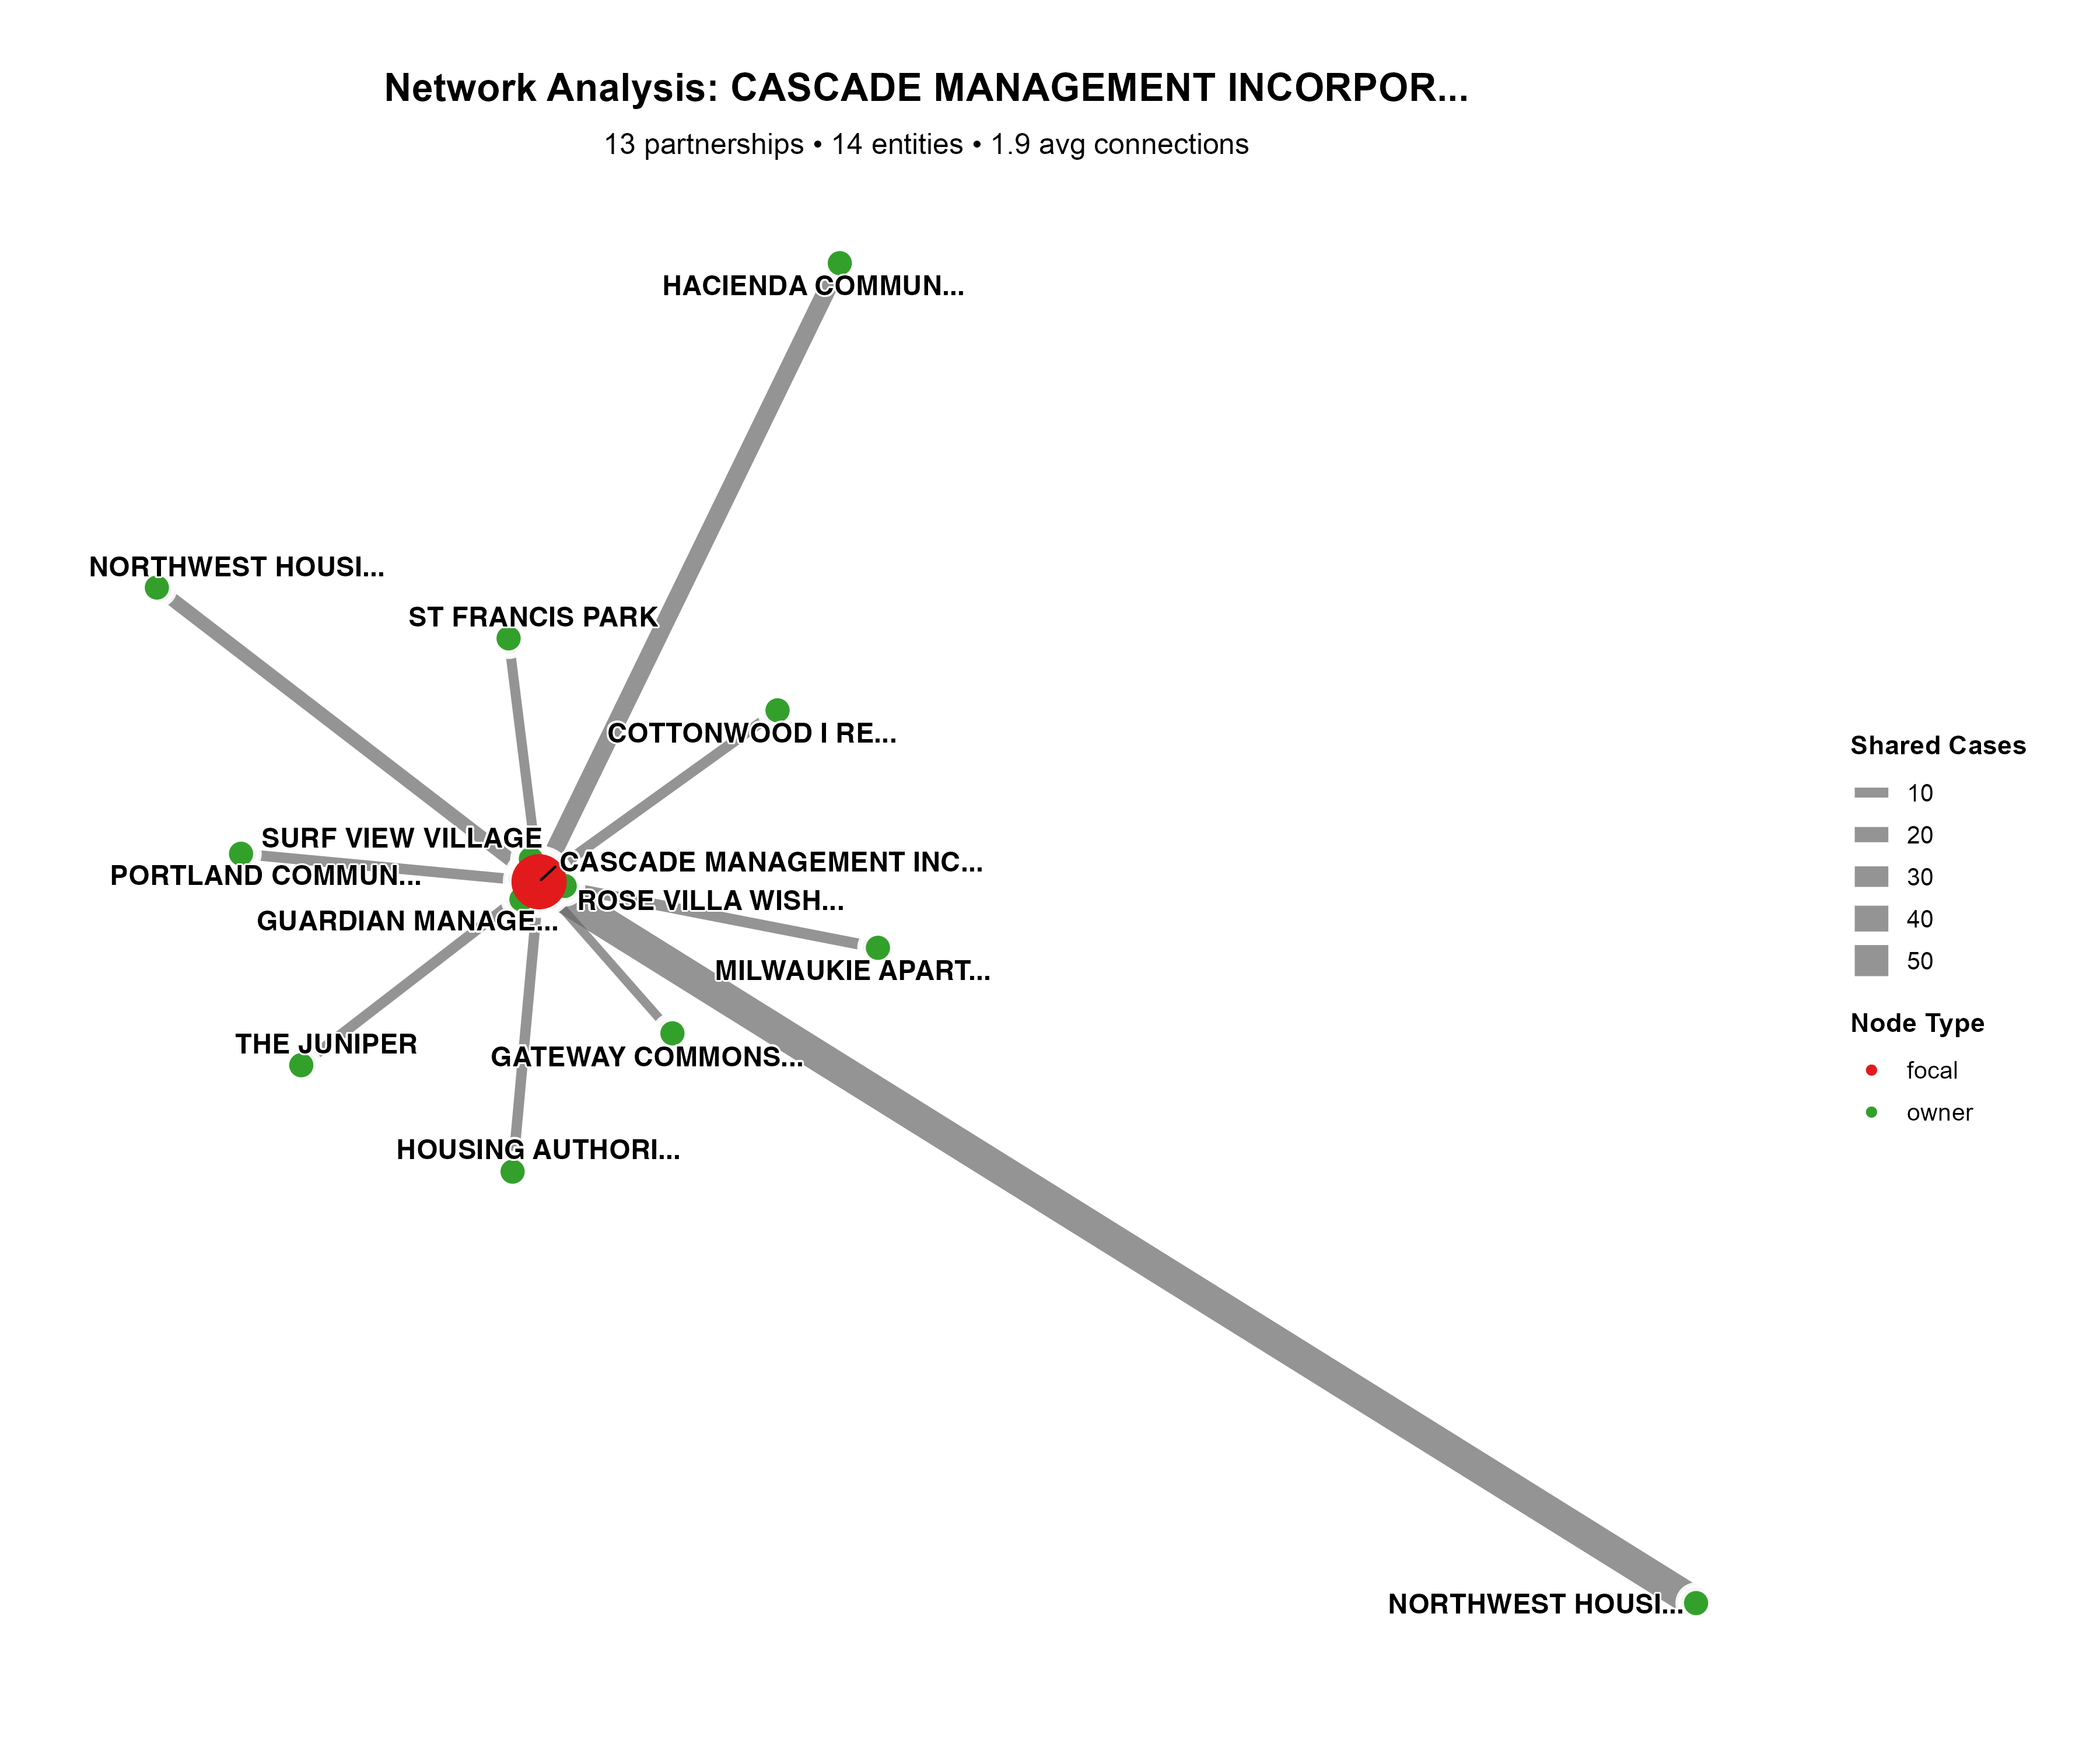 Network Analysis: CASCADE MANAGEMENT INCORPOR...
13 partnerships • 14 entities • 1.9 avg connections
HACIENDA COMMUN...
NORTHWEST HOUSI...
ST FRANCIS PARK
COTTONWOOD I RE...
SURF VIEW VILLAGE
CASCADE MANAGEMENT INC...
PORTLAND COMMUN...
ROSE VILLA WISH...
GUARDIAN MANAGE...
MILWAUKIE APART...
THE JUNIPER
GATEWAY COMMONS...
HOUSING AUTHORI...
NORTHWEST HOUSI...
Shared Cases
10
20
30
40
50
Node Type
focal
owner